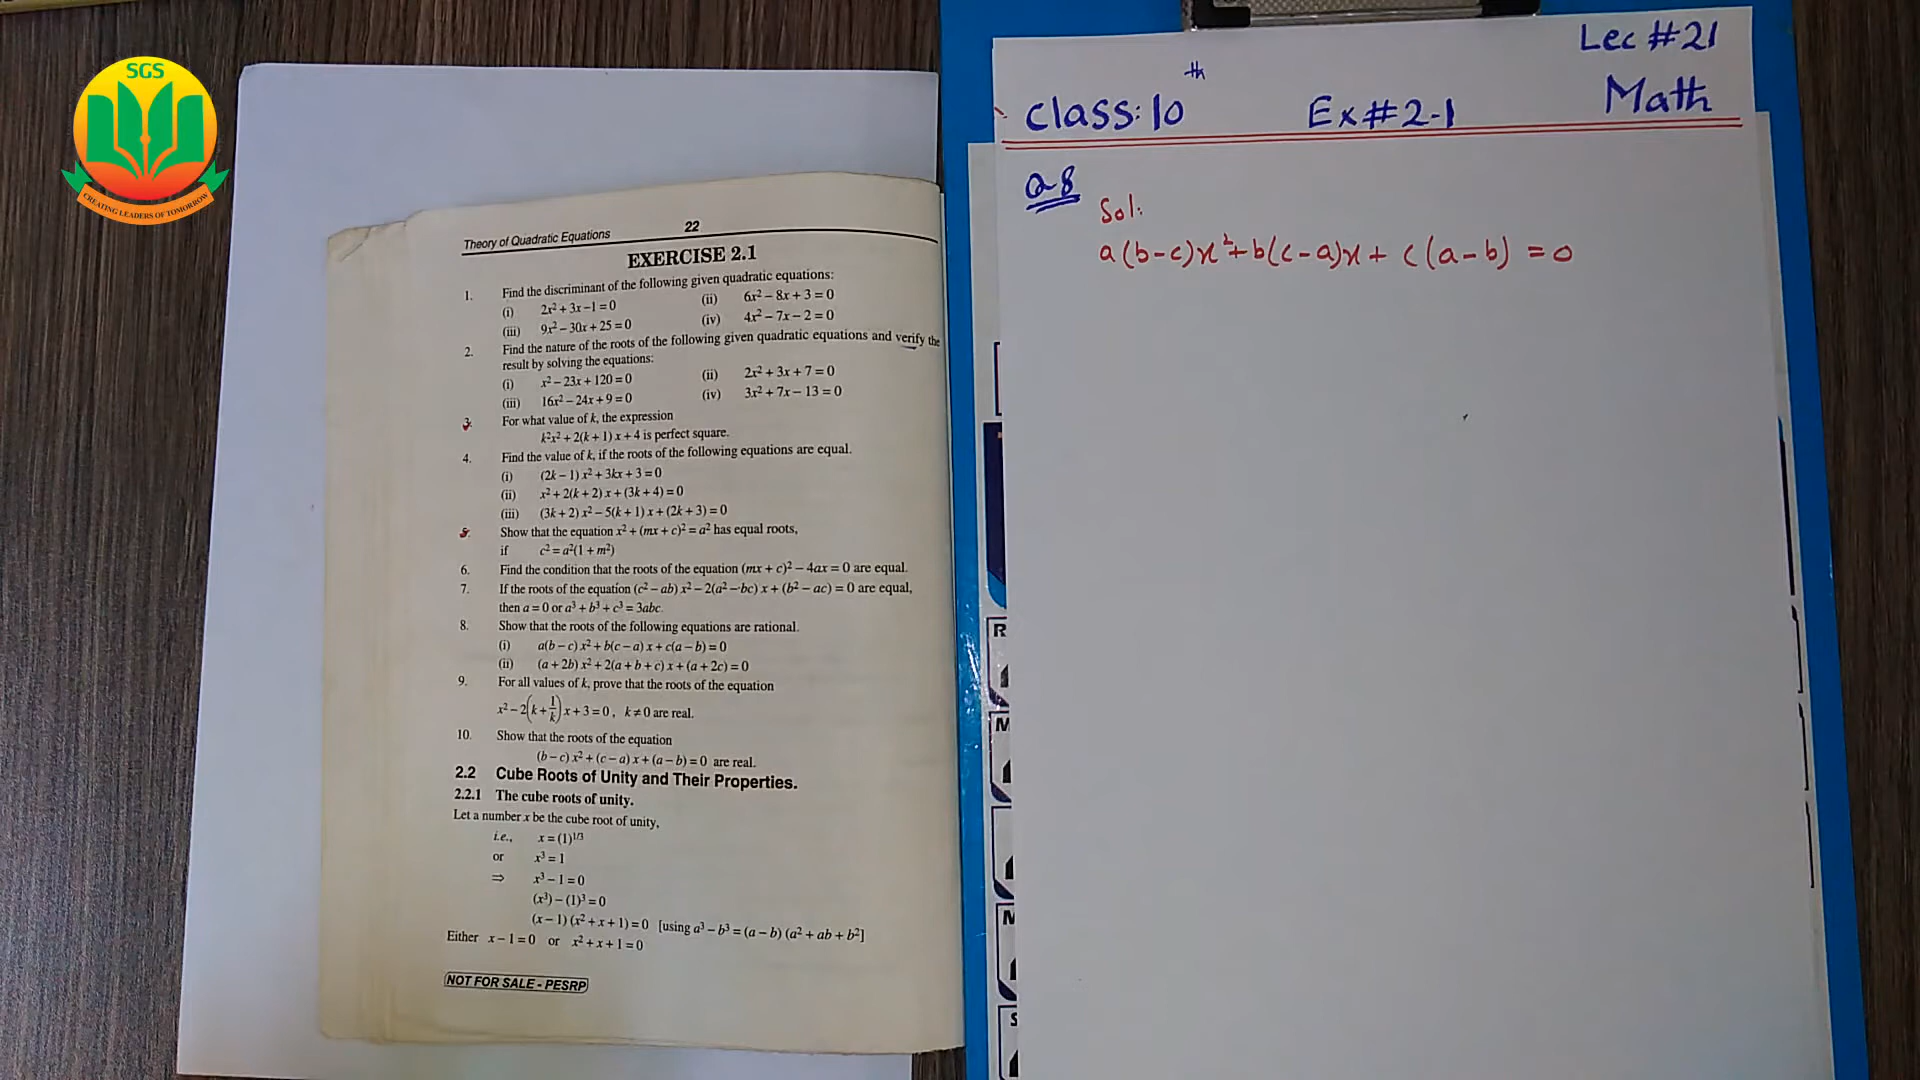 SGS
CREATING LEADERS OF TOMORROW
Theory of Quadratic Equations 22
EXERCISE 2.1
1. Find the discriminant of the following given quadratic equations:
(i) 2x² + 3x – 1 = 0 (ii) 6x² – 8x + 3 = 0
(iii) 9x² – 30x + 25 = 0 (iv) 4x² – 7x – 2 = 0
2. Find the nature of the roots of the following given quadratic equations and verify the
result by solving the equations:
(i) x² – 23x + 120 = 0 (ii) 2x² + 3x + 7 = 0
(iii) 16x² – 24x + 9 = 0 (iv) 3x² + 7x – 13 = 0
3. For what value of k, the expression
k²x² + 2(k + 1) x + 4 is perfect square.
4. Find the value of k, if the roots of the following equations are equal.
(i) (2k – 1) x² + 3kx + 3 = 0
(ii) x² + 2(k + 2) x + (3k + 4) = 0
(iii) (3k + 2) x² – 5(k + 1) x + (2k + 3) = 0
5. Show that the equation x² + (mx + c)² = a² has equal roots,
if c² = a²(1 + m²)
6. Find the condition that the roots of the equation (mx + c)² – 4ax = 0 are equal.
7. If the roots of the equation (c² – ab) x² – 2(a² – bc) x + (b² – ac) = 0 are equal,
then a = 0 or a³ + b³ + c³ = 3abc.
8. Show that the roots of the following equations are rational.
(i) a(b – c) x² + b(c – a) x + c(a – b) = 0
(ii) (a + 2b) x² + 2(a + b + c) x + (a + 2c) = 0
9. For all values of k, prove that the roots of the equation
x² – 2(k + 1/k) x + 3 = 0 , k ≠ 0 are real.
10. Show that the roots of the equation
(b – c) x² + (c – a) x + (a – b) = 0 are real.
2.2 Cube Roots of Unity and Their Properties.
2.2.1 The cube roots of unity.
Let a number x be the cube root of unity,
i.e., x = (1)^1/3
or x³ = 1
⇒ x³ – 1 = 0
(x³) – (1)³ = 0
(x – 1) (x² + x + 1) = 0 [using a³ – b³ = (a – b) (a² + ab + b²]
Either x – 1 = 0 or x² + x + 1 = 0
NOT FOR SALE - PESRP
Lec #21
Class: 10th Ex#2-1 Math
Q-8
Sol:
a(b-c)x²+b(c-a)x+ c(a-b) = 0
R
M
M
S